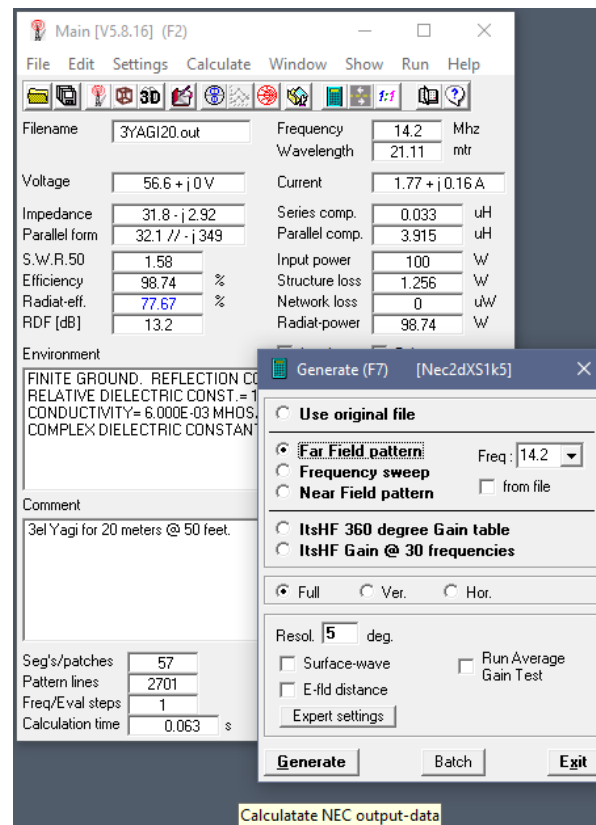 Main [V5.8.16] (F2)
File Edit Settings Calculate Window Show Run Help
3D 1:1
Filename 3YAGI20.out Frequency 14.2 Mhz
Wavelength 21.11 mtr
Voltage 56.6 + j 0 V Current 1.77 + j 0.16 A
Impedance 31.8 - j 2.92 Series comp. 0.033 uH
Parallel form 32.1 // - j 349 Parallel comp. 3.915 uH
S.W.R.50 1.58 Input power 100 W
Efficiency 98.74 % Structure loss 1.256 W
Radiat-eff. 77.67 % Network loss 0 uW
RDF [dB] 13.2 Radiat-power 98.74 W
Environment
FINITE GROUND. REFLECTION CO
RELATIVE DIELECTRIC CONST.= 1
CONDUCTIVITY= 6.000E-03 MHOS
COMPLEX DIELECTRIC CONSTAN
Comment
3el Yagi for 20 meters @ 50 feet.
Seg's/patches 57
Pattern lines 2701
Freq/Eval steps 1
Calculation time 0.063 s
Generate (F7) [Nec2dXS1k5]
Use original file
Far Field pattern Freq : 14.2
Frequency sweep
Near Field pattern from file
ItsHF 360 degree Gain table
ItsHF Gain @ 30 frequencies
Full Ver. Hor.
Resol. 5 deg.
Surface-wave Run Average
Gain Test
E-fld distance
Expert settings
Generate Batch Exit
Calculatate NEC output-data